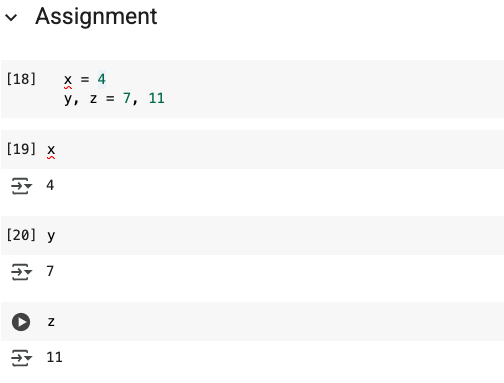 Assignment
[18] x = 4
y, z = 7, 11
[19] x
4
[20] y
7
z
11